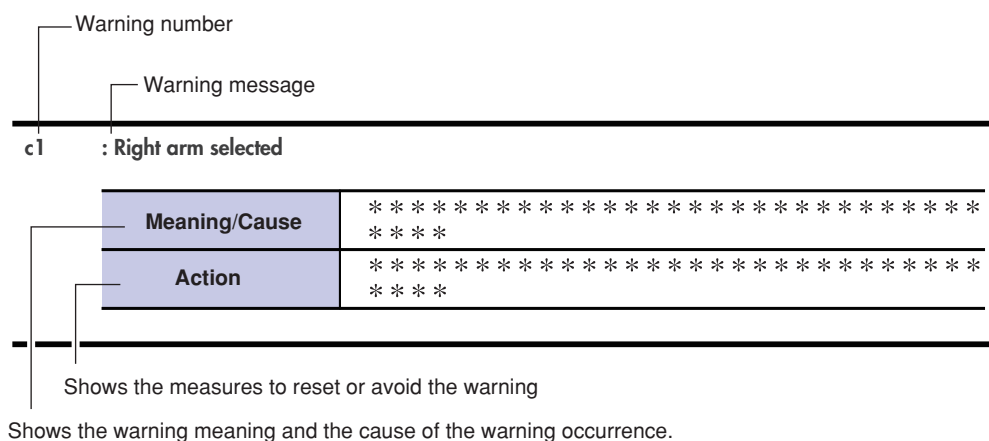 Warning number
Warning message
c1 : Right arm selected
Meaning/Cause ＊＊＊＊＊＊＊＊＊＊＊＊＊＊＊＊＊＊＊＊＊＊＊＊＊＊＊＊＊
＊＊＊＊
Action ＊＊＊＊＊＊＊＊＊＊＊＊＊＊＊＊＊＊＊＊＊＊＊＊＊＊＊＊＊
＊＊＊＊
Shows the measures to reset or avoid the warning
Shows the warning meaning and the cause of the warning occurrence.